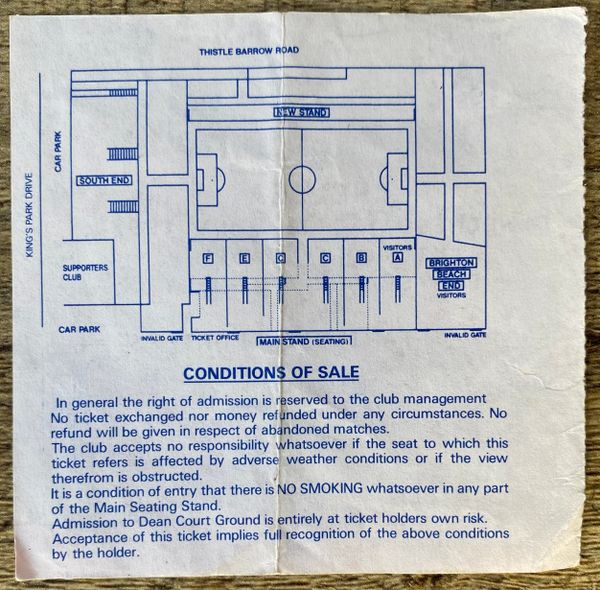 THISTLE BARROW ROAD
NEW STAND
KING'S PARK DRIVE
CAR PARK
SOUTH END
SUPPORTERS
CLUB
CAR PARK
F
E
C
C
B
VISITORS
A
BRIGHTON
BEACH
END
VISITORS
INVALID GATE
TICKET OFFICE
MAIN STAND (SEATING)
INVALID GATE
CONDITIONS OF SALE
In general the right of admission is reserved to the club management
No ticket exchanged nor money refunded under any circumstances. No
refund will be given in respect of abandoned matches.
The club accepts no responsibility whatsoever if the seat to which this
ticket refers is affected by adverse weather conditions or if the view
therefrom is obstructed.
It is a condition of entry that there is NO SMOKING whatsoever in any part
of the Main Seating Stand.
Admission to Dean Court Ground is entirely at ticket holders own risk.
Acceptance of this ticket implies full recognition of the above conditions
by the holder.